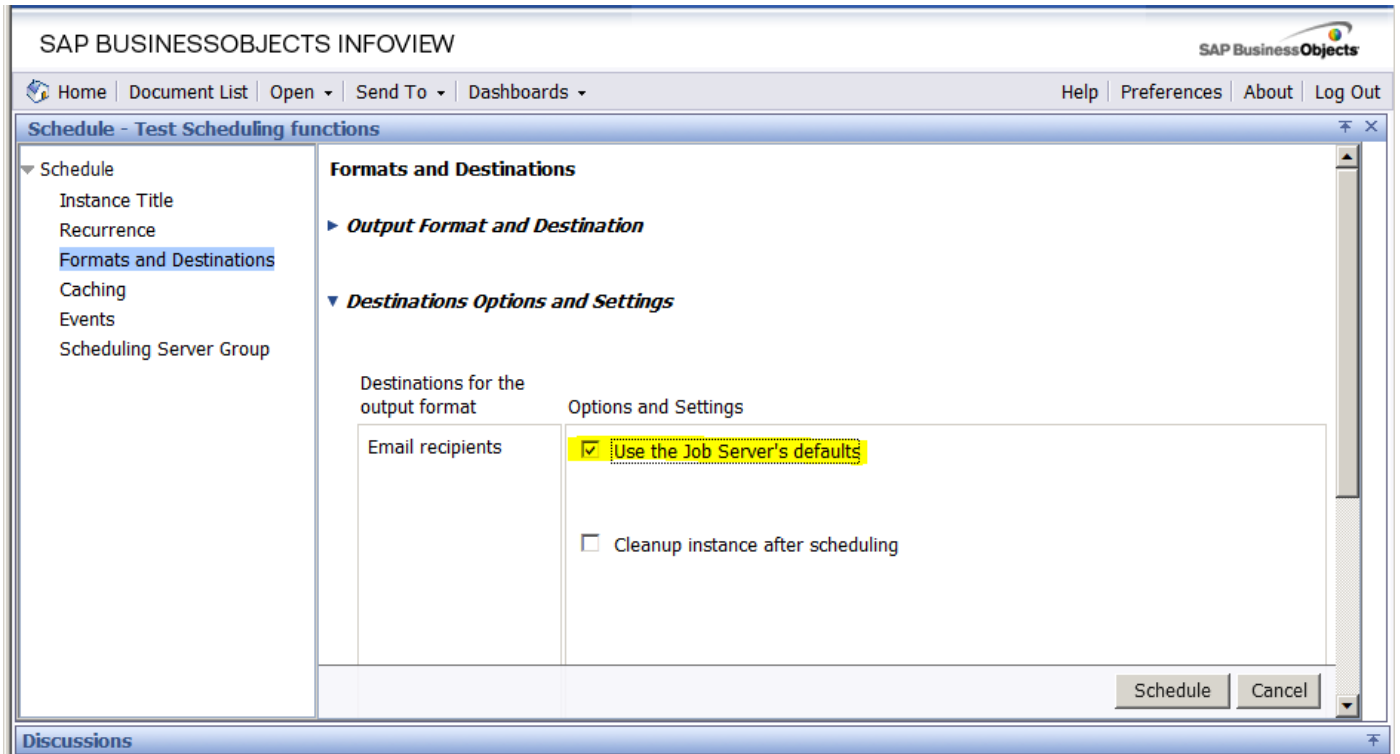 SAP BUSINESSOBJECTS INFOVIEW
SAP BusinessObjects
Home Document List Open Send To Dashboards Help Preferences About Log Out
Schedule - Test Scheduling functions
Schedule
Instance Title
Recurrence
Formats and Destinations
Caching
Events
Scheduling Server Group
Formats and Destinations
Output Format and Destination
Destinations Options and Settings
Destinations for the
output format
Options and Settings
Email recipients
Use the Job Server's defaults
Cleanup instance after scheduling
Schedule Cancel
Discussions